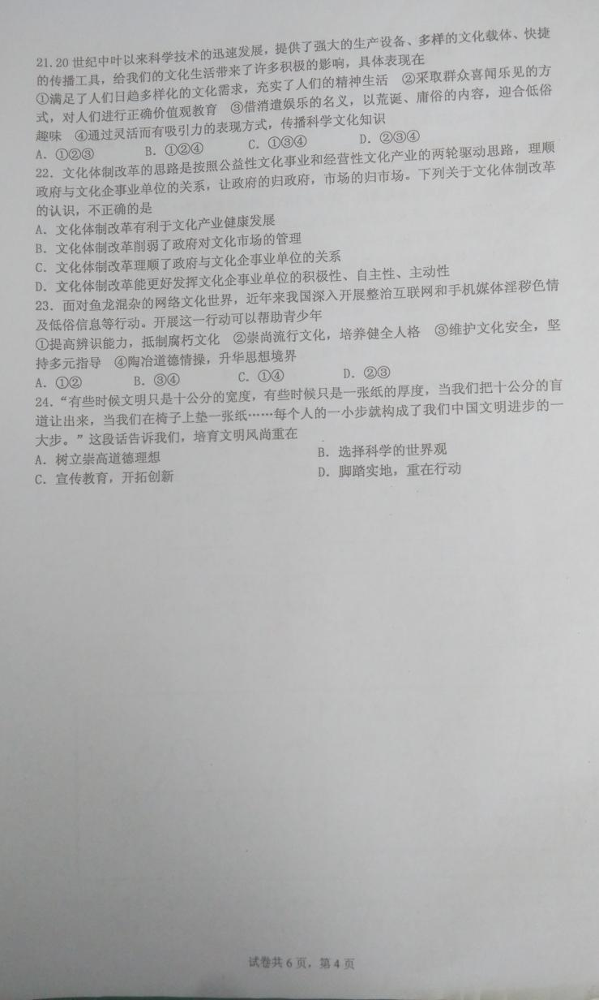 21.20 世纪中叶以来科学技术的迅速发展，提供了强大的生产设备、多样的文化载体、快捷
的传播工具，给我们的文化生活带来了许多积极的影响，具体表现在
①满足了人们日趋多样化的文化需求，充实了人们的精神生活 ②采取群众喜闻乐见的方
式，对人们进行正确价值观教育 ③借消遣娱乐的名义，以荒诞、庸俗的内容，迎合低俗
趣味 ④通过灵活而有吸引力的表现方式，传播科学文化知识
A. ①②③ B. ①②④ C. ①③④ D. ②③④
22. 文化体制改革的思路是按照公益性文化事业和经营性文化产业的两轮驱动思路，理顺
政府与文化企事业单位的关系，让政府的归政府，市场的归市场。下列关于文化体制改革
的认识，不正确的是
A. 文化体制改革有利于文化产业健康发展
B. 文化体制改革削弱了政府对文化市场的管理
C. 文化体制改革理顺了政府与文化企事业单位的关系
D. 文化体制改革能更好发挥文化企事业单位的积极性、自主性、主动性
23. 面对鱼龙混杂的网络文化世界，近年来我国深入开展整治互联网和手机媒体淫秽色情
及低俗信息等行动。开展这一行动可以帮助青少年
①提高辨识能力，抵制腐朽文化 ②崇尚流行文化，培养健全人格 ③维护文化安全，坚
持多元指导 ④陶冶道德情操，升华思想境界
A. ①② B. ③④ C. ①④ D. ②③
24. “有些时候文明只是十公分的宽度，有些时候只是一张纸的厚度，当我们把十公分的盲
道让出来，当我们在椅子上垫一张纸……每个人的一小步就构成了我们中国文明进步的一
大步。”这段话告诉我们，培育文明风尚重在
A. 树立崇高道德理想 B. 选择科学的世界观
C. 宣传教育，开拓创新 D. 脚踏实地，重在行动
试卷共 6 页，第 4 页